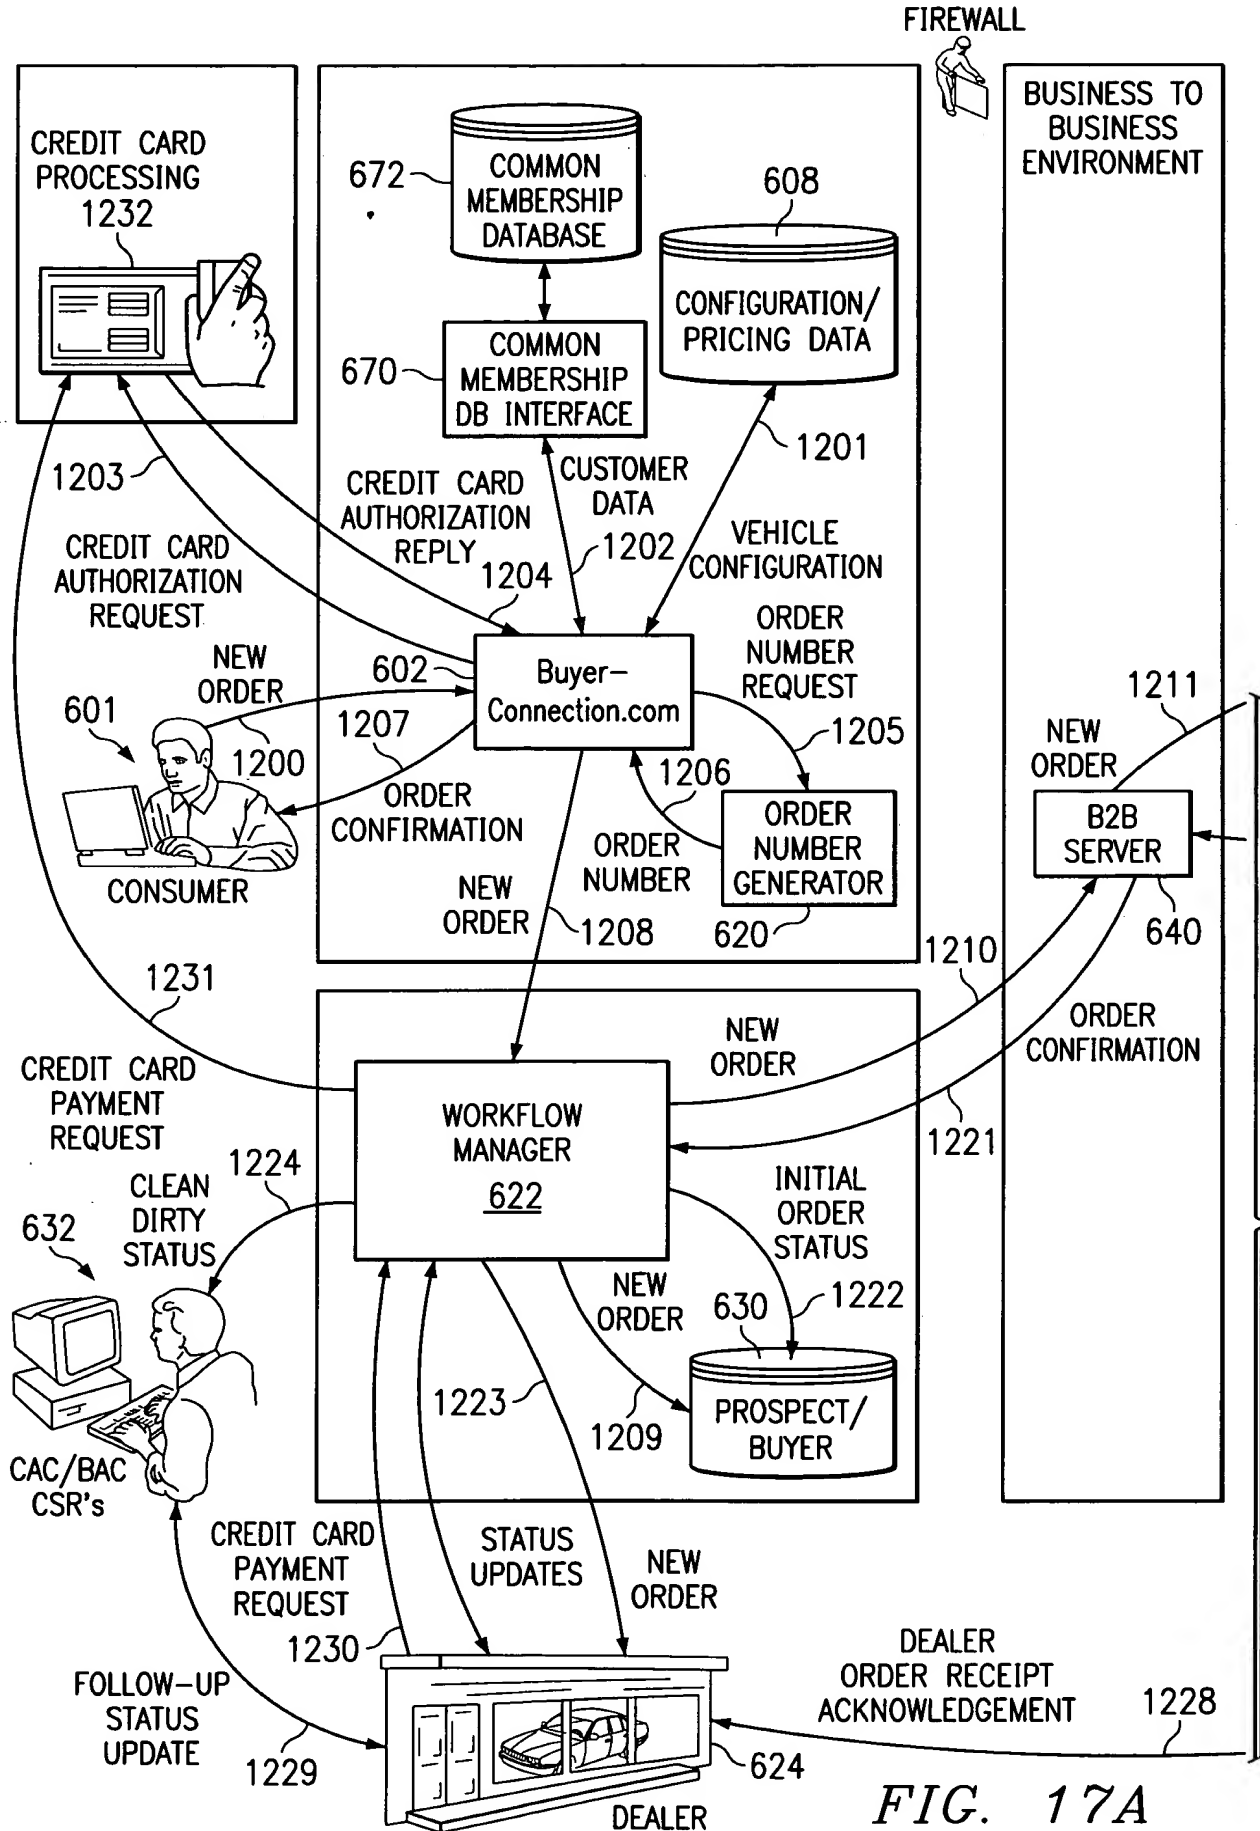 FIREWALL
CREDIT CARD
PROCESSING
1232
672
COMMON
MEMBERSHIP
DATABASE
608
CONFIGURATION/
PRICING DATA
BUSINESS TO
BUSINESS
ENVIRONMENT
670
COMMON
MEMBERSHIP
DB INTERFACE
1201
1203
CREDIT CARD
AUTHORIZATION
REPLY
CUSTOMER
DATA
1202
VEHICLE
CONFIGURATION
CREDIT CARD
AUTHORIZATION
REQUEST
1204
ORDER
NUMBER
REQUEST
NEW
ORDER
602
Buyer-
Connection.com
601
1200
1207
1205
1206
1211
NEW
ORDER
ORDER
CONFIRMATION
ORDER
NUMBER
ORDER
NUMBER
GENERATOR
620
B2B
SERVER
640
CONSUMER
NEW
ORDER
1208
1231
1210
NEW
ORDER
ORDER
CONFIRMATION
1221
CREDIT CARD
PAYMENT
REQUEST
WORKFLOW
MANAGER
622
1224
CLEAN
DIRTY
STATUS
INITIAL
ORDER
STATUS
1222
632
NEW
ORDER
630
1223
1209
PROSPECT/
BUYER
CAC/BAC
CSR's
CREDIT CARD
PAYMENT
REQUEST
1230
STATUS
UPDATES
NEW
ORDER
FOLLOW-UP
STATUS
UPDATE
1229
DEALER
ORDER RECEIPT
ACKNOWLEDGEMENT
1228
624
DEALER
FIG. 17A